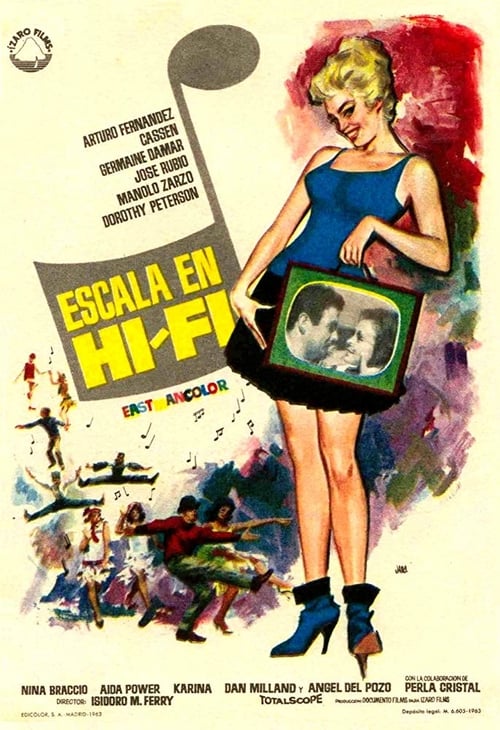 IZARO FILMS
ARTURO FERNANDEZ
CASSEN
GERMAINE DAMAR
JOSE RUBIO
MANOLO ZARZO
DOROTHY PETERSON
ESCALA EN
HI-FI
EASTMANCOLOR
JANO
NINA BRACCIO AIDA POWER KARINA DAN MILLAND Y ANGEL DEL POZO CON LA COLABORACION DE PERLA CRISTAL
DIRECTOR: ISIDORO M. FERRY TOTALSCOPE PRODUCCION DOCUMENTO FILMS PARA IZARO FILMS
EDICOLOR, S. A. - MADRID - 1963 Depósito legal. M. 6.605-1963